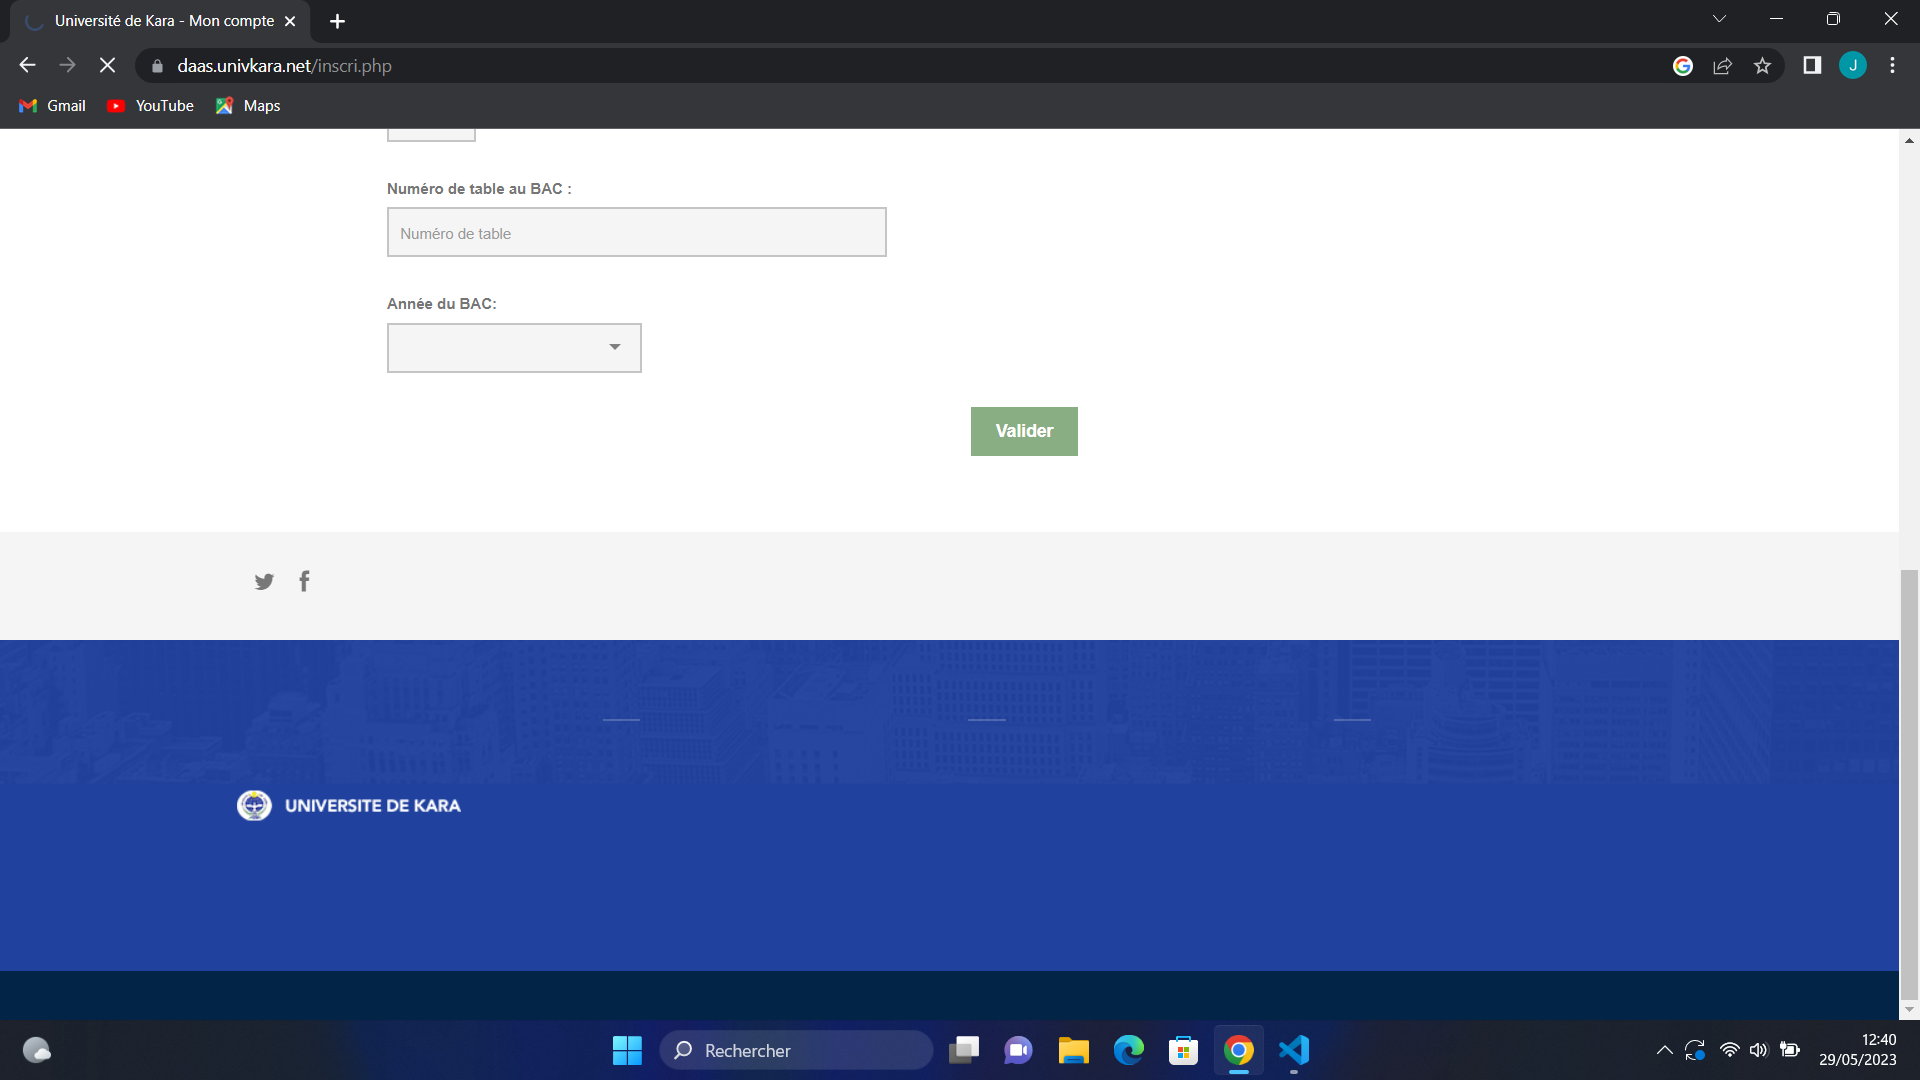 Université de Kara - Mon compte
daas.univkara.net/inscri.php
J
Gmail
YouTube
Maps
Numéro de table au BAC :
Numéro de table
Année du BAC:
Valider
UNIVERSITE DE KARA
Rechercher
12:40
29/05/2023